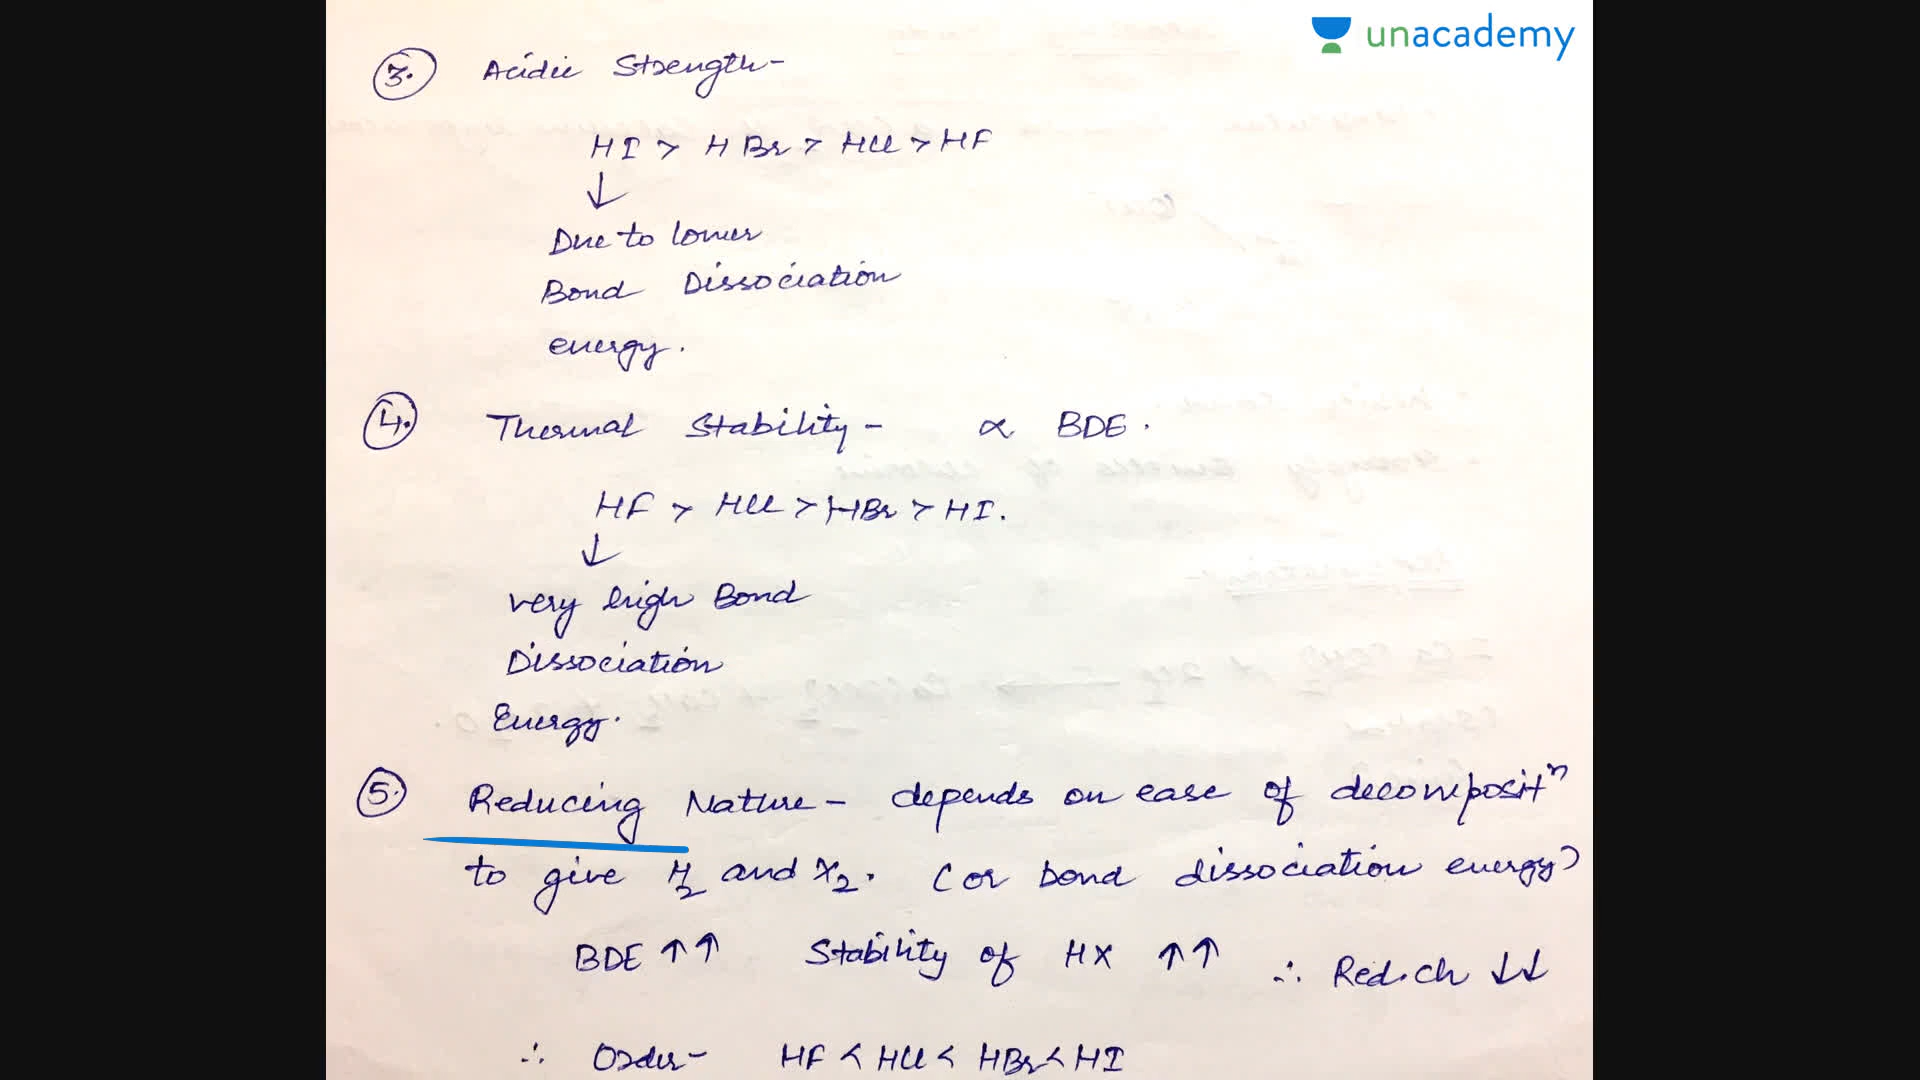 unacademy
3. Acidic Strength-
HI > HBr > HCl > HF
↓
Due to lower
Bond Dissociation
energy.
4. Thermal Stability- ∝ BDE.
HF > HCl > HBr > HI.
↓
very high Bond
Dissociation
Energy.
5. Reducing Nature- depends on ease of decompositⁿ
to give H₂ and X₂. (or bond dissociation energy)
BDE ↑↑ Stability of HX ↑↑ ∴ Red.ch ↓↓
∴ Order- HF < HCl < HBr < HI